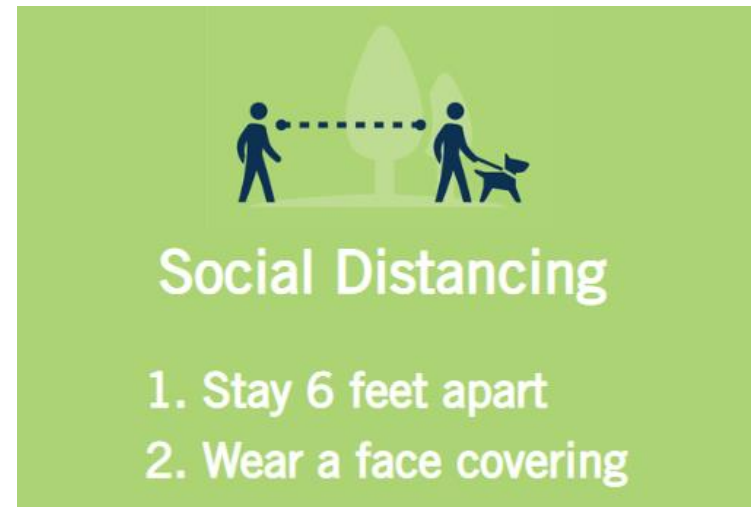 Social Distancing
1. Stay 6 feet apart
2. Wear a face covering